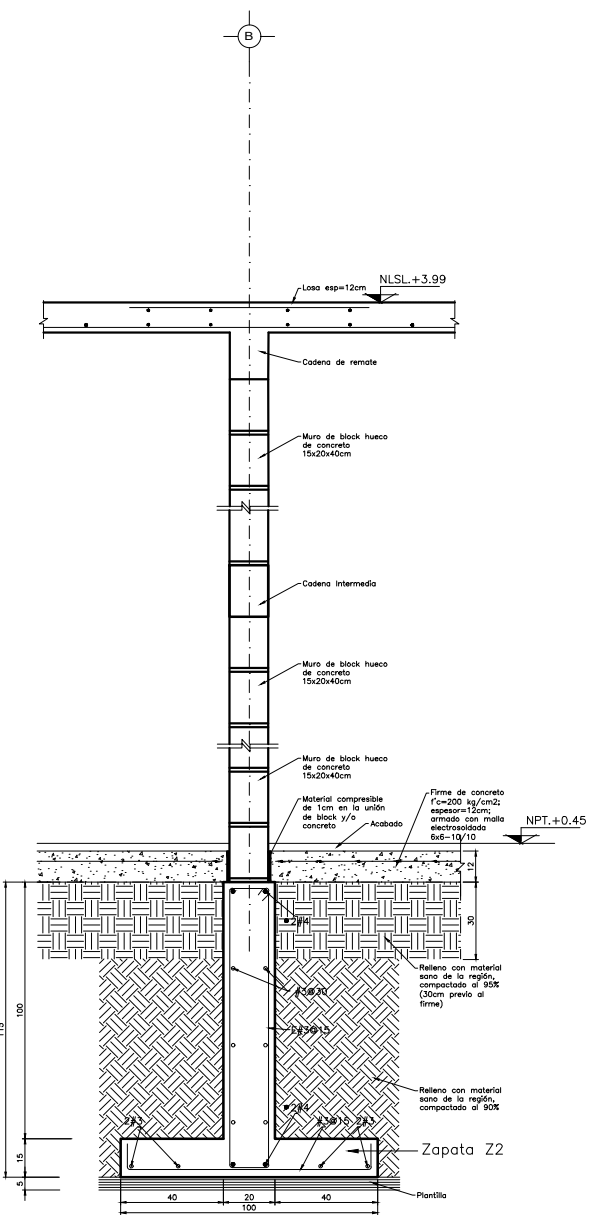 B
NLSL.+3.99
Losa esp=12cm
Cadena de remate
Muro de block hueco
de concreto
15x20x40cm
Cadena Intermedia
Muro de block hueco
de concreto
15x20x40cm
Muro de block hueco
de concreto
15x20x40cm
Material compresible
de 1cm en la unión
de block y/o
concreto
Acabado
Firme de concreto
f'c=200 kg/cm2;
espesor=12cm;
armado con malla
electrosoldada
6x6-10/10
NPT.+0.45
12
30
2#4
Relleno con material
sano de la región,
compactado al 95%
(30cm previo al
firme)
#3@30
100
115
E#3@15
Relleno con material
sano de la región,
compactado al 90%
2#4
2#3
#3@15
2#3
Zapata Z2
15
5
Plantilla
40
20
40
100